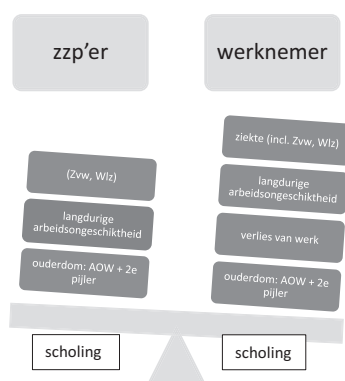 zzp'er
werknemer
(Zvw, Wlz)
langdurige
arbeidsongeschiktheid
ouderdom: AOW + 2e
pijler
ziekte (incl. Zvw, Wlz)
langdurige
arbeidsongeschiktheid
verlies van werk
ouderdom: AOW + 2e
pijler
scholing
scholing